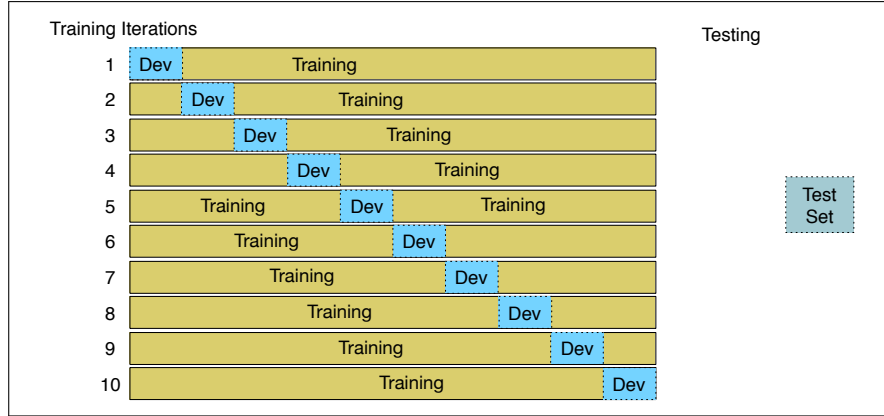 Training Iterations
Testing
1 Dev Training
2 Dev Training
3 Dev Training
4 Dev Training
5 Training Dev Training
6 Training Dev
7 Training Dev
8 Training Dev
9 Training Dev
10 Training Dev
Test
Set